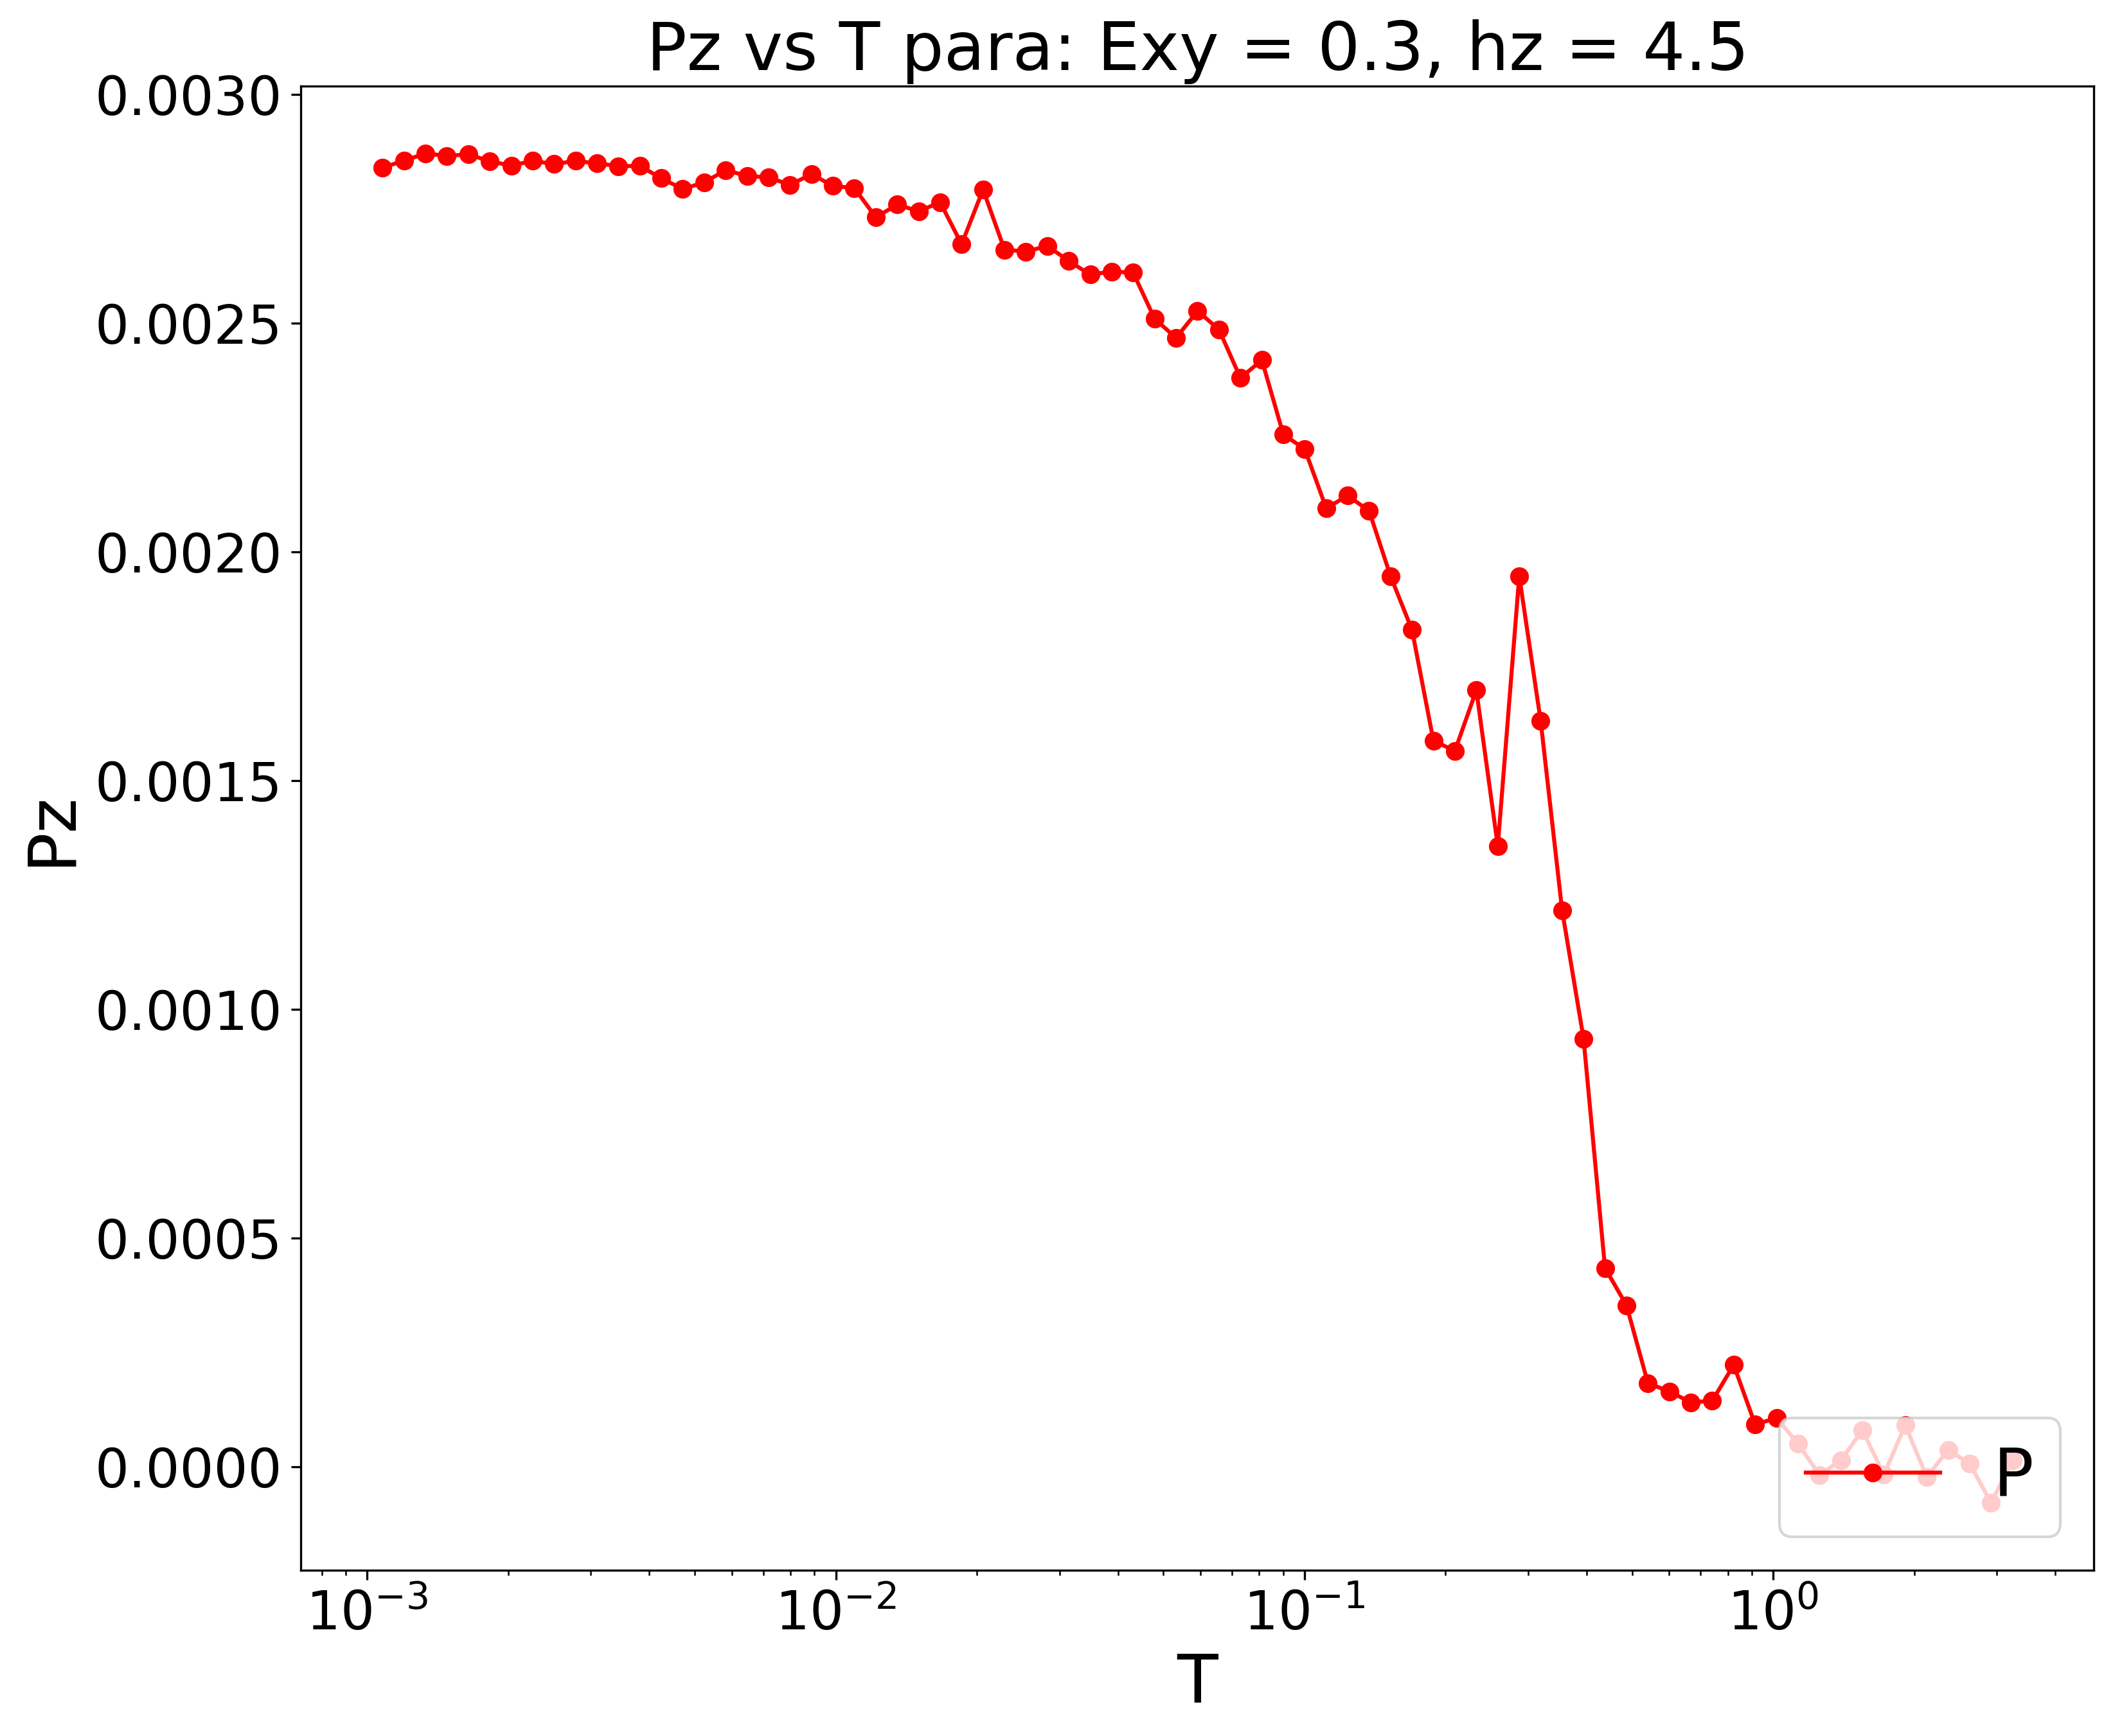 Pz vs T para: Exy = 0.3, hz = 4.5
0.0030
0.0025
0.0020
0.0015
0.0010
0.0005
0.0000
Pz
10⁻³ 10⁻² 10⁻¹ 10⁰
T
P